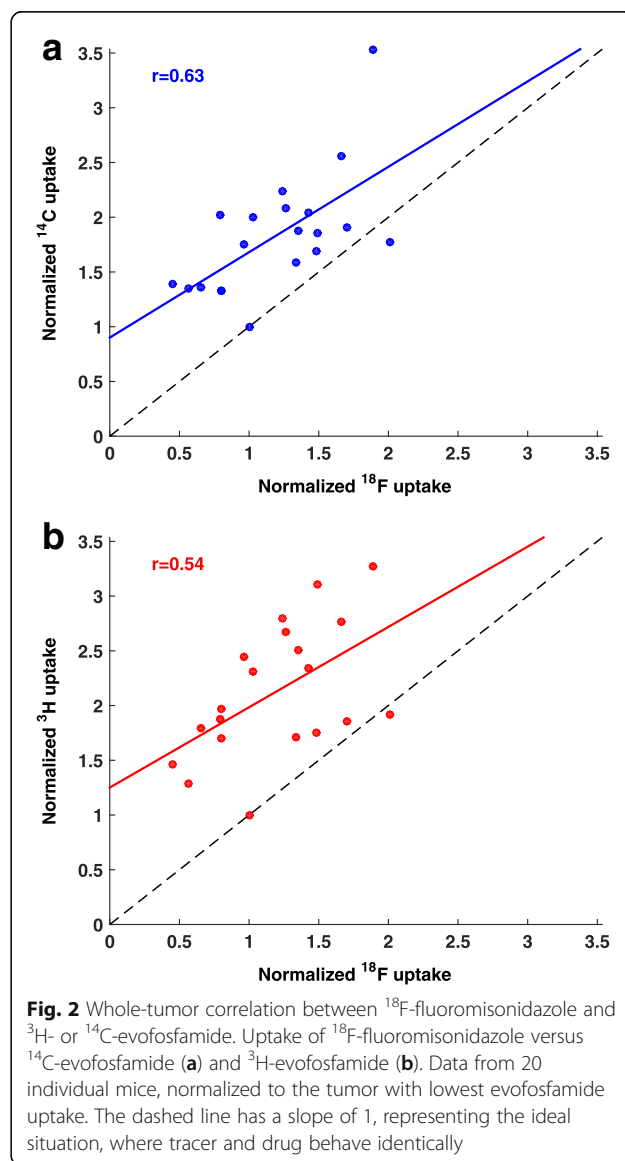 a
r=0.63
3.5
3
2.5
2
1.5
1
0.5
0
Normalized ¹⁴C uptake
0 0.5 1 1.5 2 2.5 3 3.5
Normalized ¹⁸F uptake
b
r=0.54
3.5
3
2.5
2
1.5
1
0.5
0
Normalized ³H uptake
0 0.5 1 1.5 2 2.5 3 3.5
Normalized ¹⁸F uptake
Fig. 2 Whole-tumor correlation between ¹⁸F-fluoromisonidazole and
³H- or ¹⁴C-evofosfamide. Uptake of ¹⁸F-fluoromisonidazole versus
¹⁴C-evofosfamide (a) and ³H-evofosfamide (b). Data from 20
individual mice, normalized to the tumor with lowest evofosfamide
uptake. The dashed line has a slope of 1, representing the ideal
situation, where tracer and drug behave identically